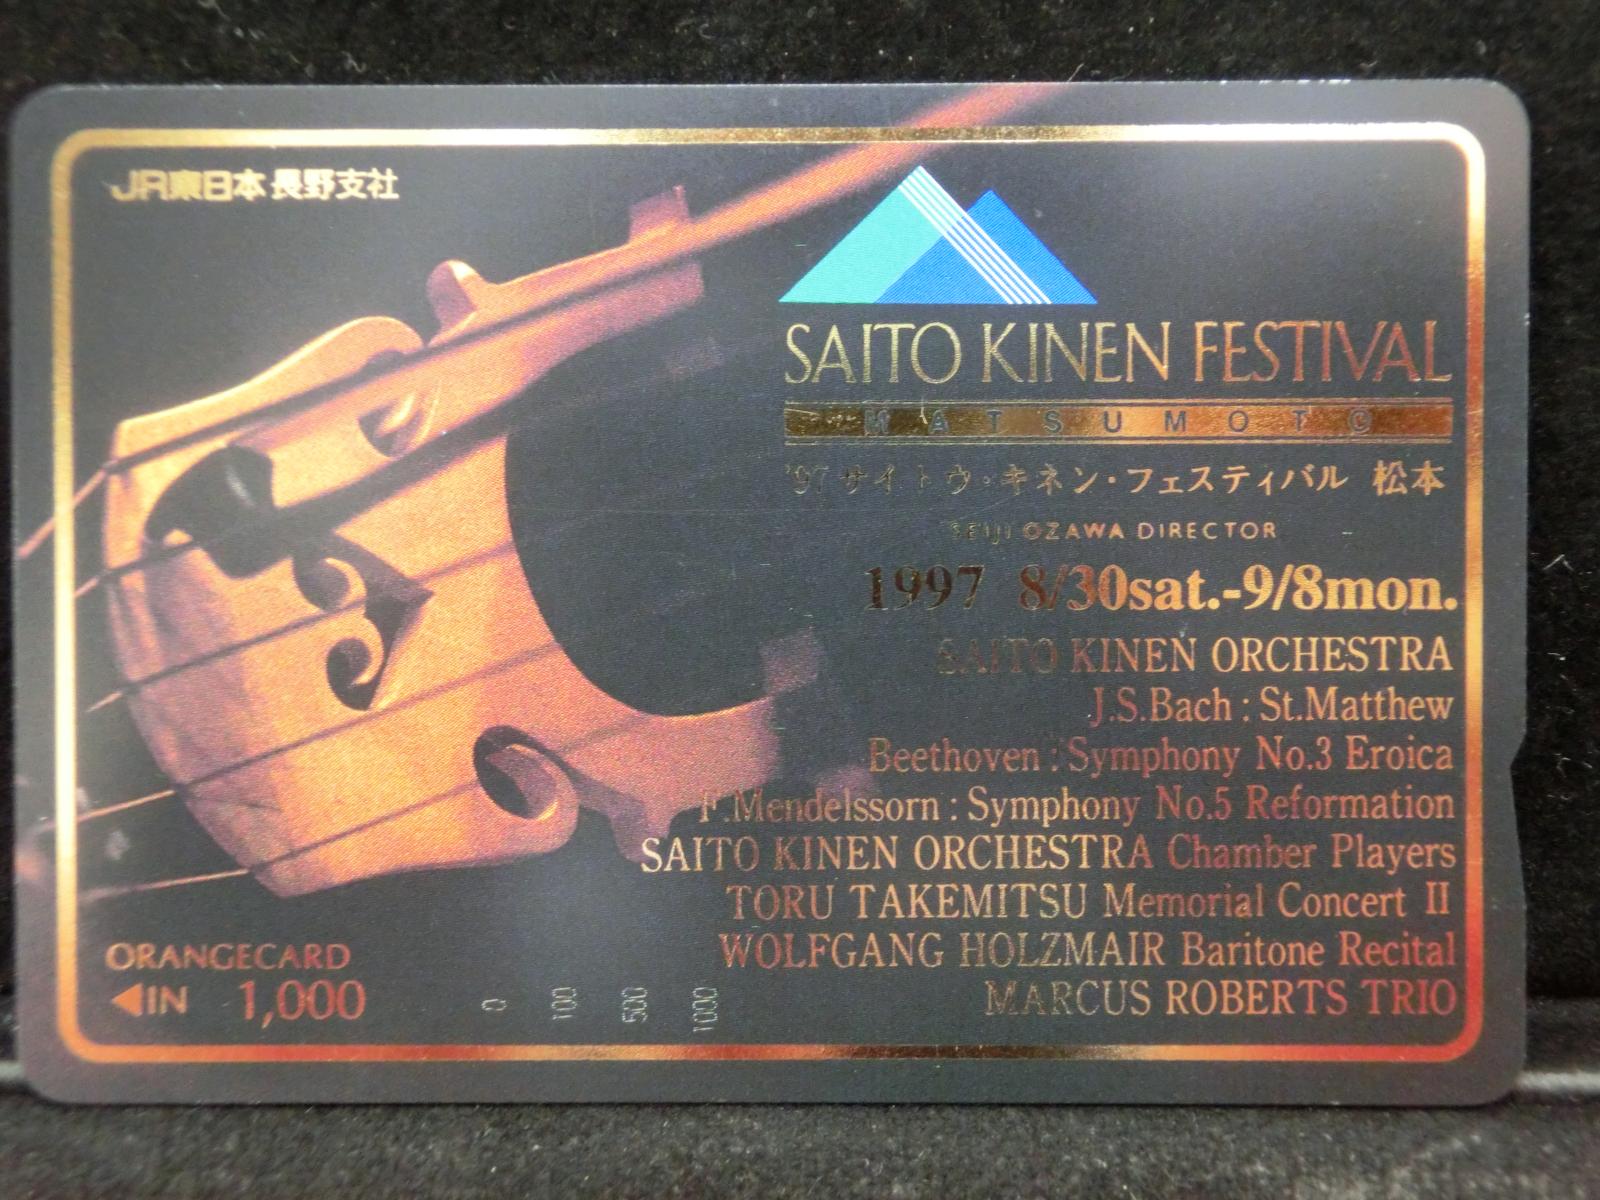 JR東日本 長野支社
SAITO KINEN FESTIVAL
MATSUMOTO
'97 サイトウ・キネン・フェスティバル 松本
SEIJI OZAWA DIRECTOR
1997 8/30sat.-9/8mon.
SAITO KINEN ORCHESTRA
J.S.Bach : St.Matthew
Beethoven : Symphony No.3 Eroica
F.Mendelssorn : Symphony No.5 Reformation
SAITO KINEN ORCHESTRA Chamber Players
TORU TAKEMITSU Memorial Concert II
WOLFGANG HOLZMAIR Baritone Recital
MARCUS ROBERTS TRIO
ORANGECARD
◀IN 1,000
0 100 500 1000